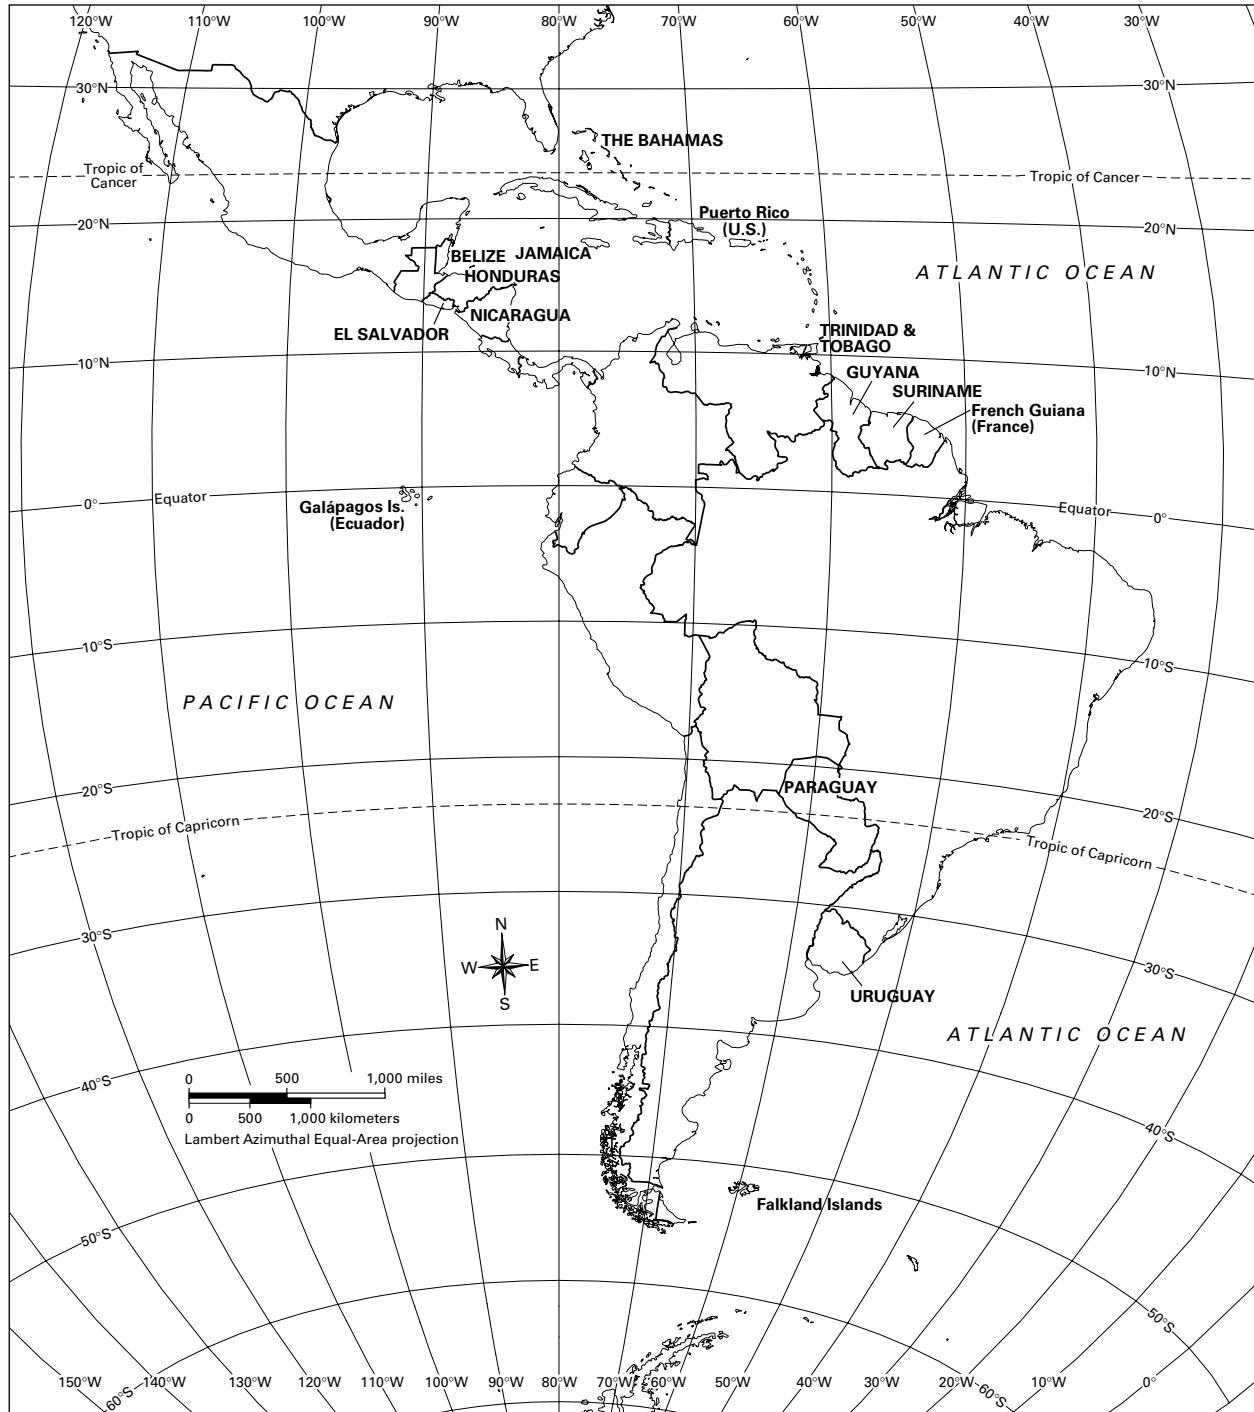 120°W 110°W 100°W 90°W 80°W 70°W 60°W 50°W 40°W 30°W
30°N 30°N
THE BAHAMAS
Tropic of
Cancer
Tropic of Cancer
20°N 20°N
Puerto Rico
(U.S.)
BELIZE JAMAICA
HONDURAS
ATLANTIC OCEAN
NICARAGUA
EL SALVADOR
TRINIDAD &
TOBAGO
10°N 10°N
GUYANA
SURINAME
French Guiana
(France)
0° Equator
Galápagos Is.
(Ecuador)
Equator 0°
10°S 10°S
PACIFIC OCEAN
PARAGUAY
20°S 20°S
Tropic of Capricorn
Tropic of Capricorn
N
W E
S
30°S 30°S
URUGUAY
ATLANTIC OCEAN
0 500 1,000 miles
0 500 1,000 kilometers
Lambert Azimuthal Equal-Area projection
40°S 40°S
Falkland Islands
50°S 50°S
150°W 60°S 140°W 130°W 120°W 110°W 100°W 90°W 80°W 70°W 60°W 50°W 40°W 30°W 20°W 60°S 10°W 0°